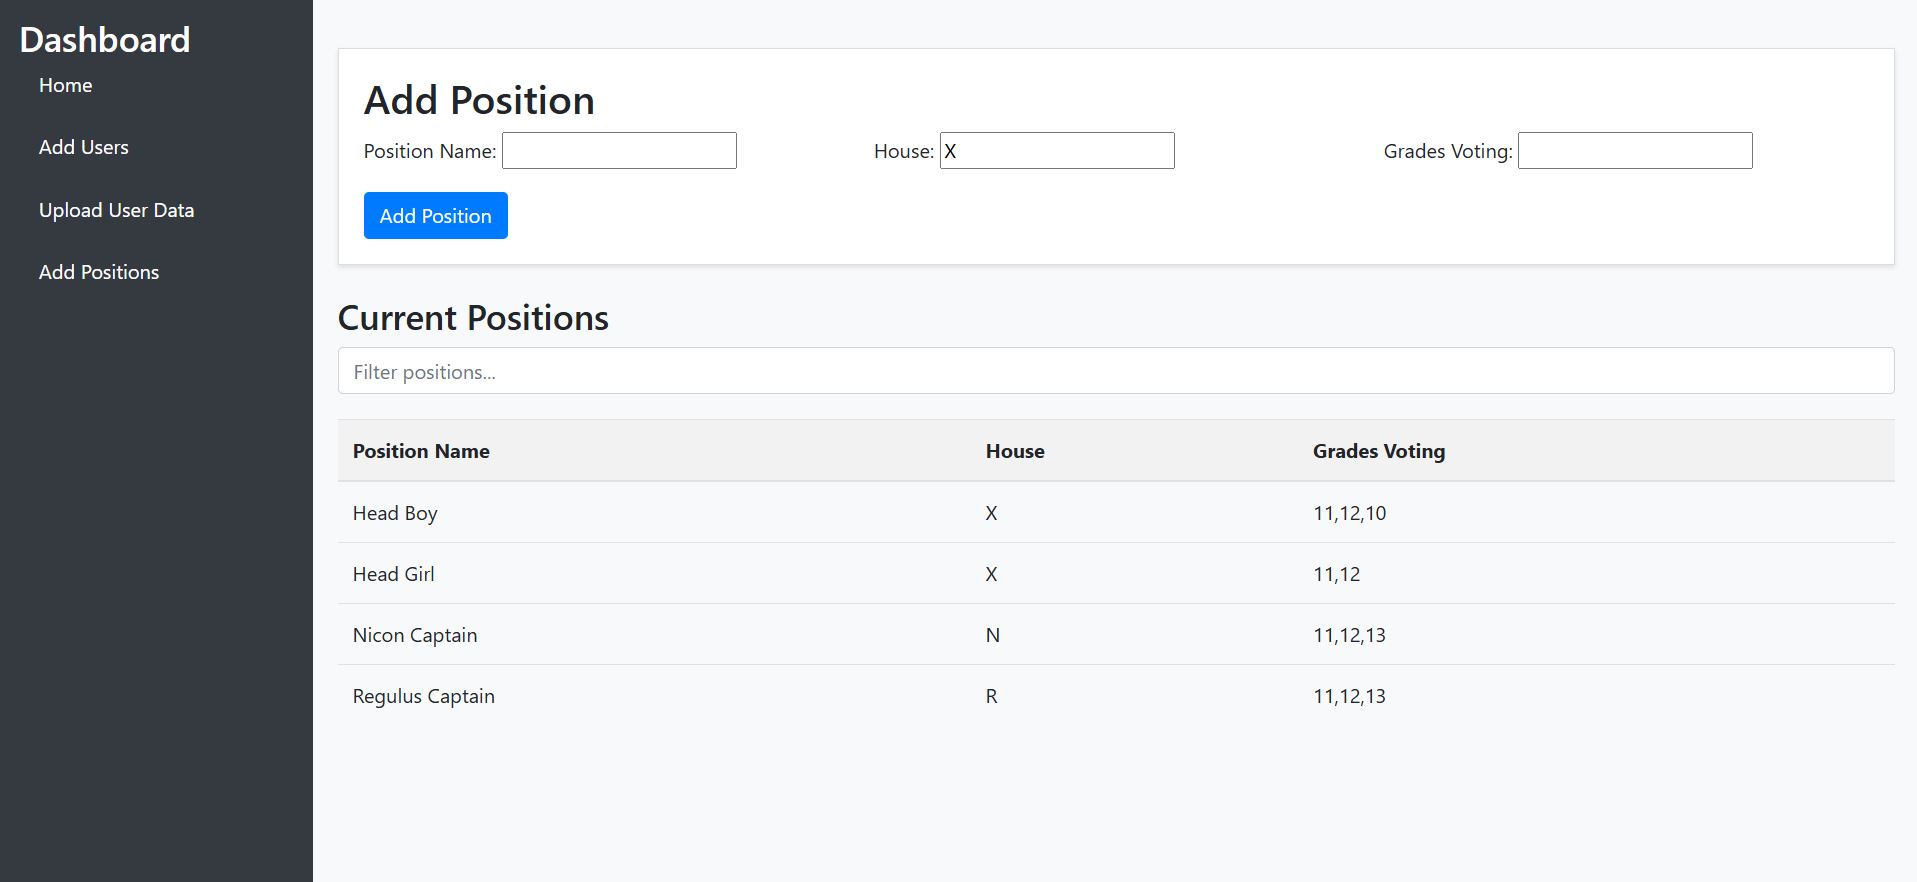 Dashboard
Home
Add Users
Upload User Data
Add Positions
Add Position
Position Name: House: X Grades Voting:
Add Position
Current Positions
Filter positions...
Position Name House Grades Voting
Head Boy X 11,12,10
Head Girl X 11,12
Nicon Captain N 11,12,13
Regulus Captain R 11,12,13